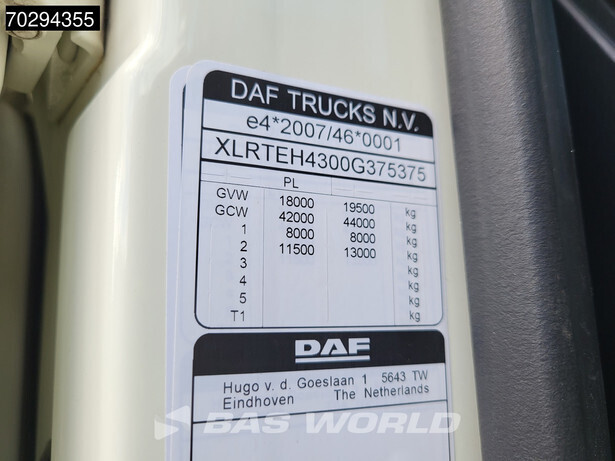 70294355
DAF TRUCKS N.V.
e4*2007/46*0001
XLRTEH4300G375375
PL
GVW 18000 19500 kg
GCW 42000 44000 kg
1 8000 8000 kg
2 11500 13000 kg
3 kg
4 kg
5 kg
T1 kg
DAF
Hugo v. d. Goeslaan 1 5643 TW
Eindhoven The Netherlands
BAS WORLD